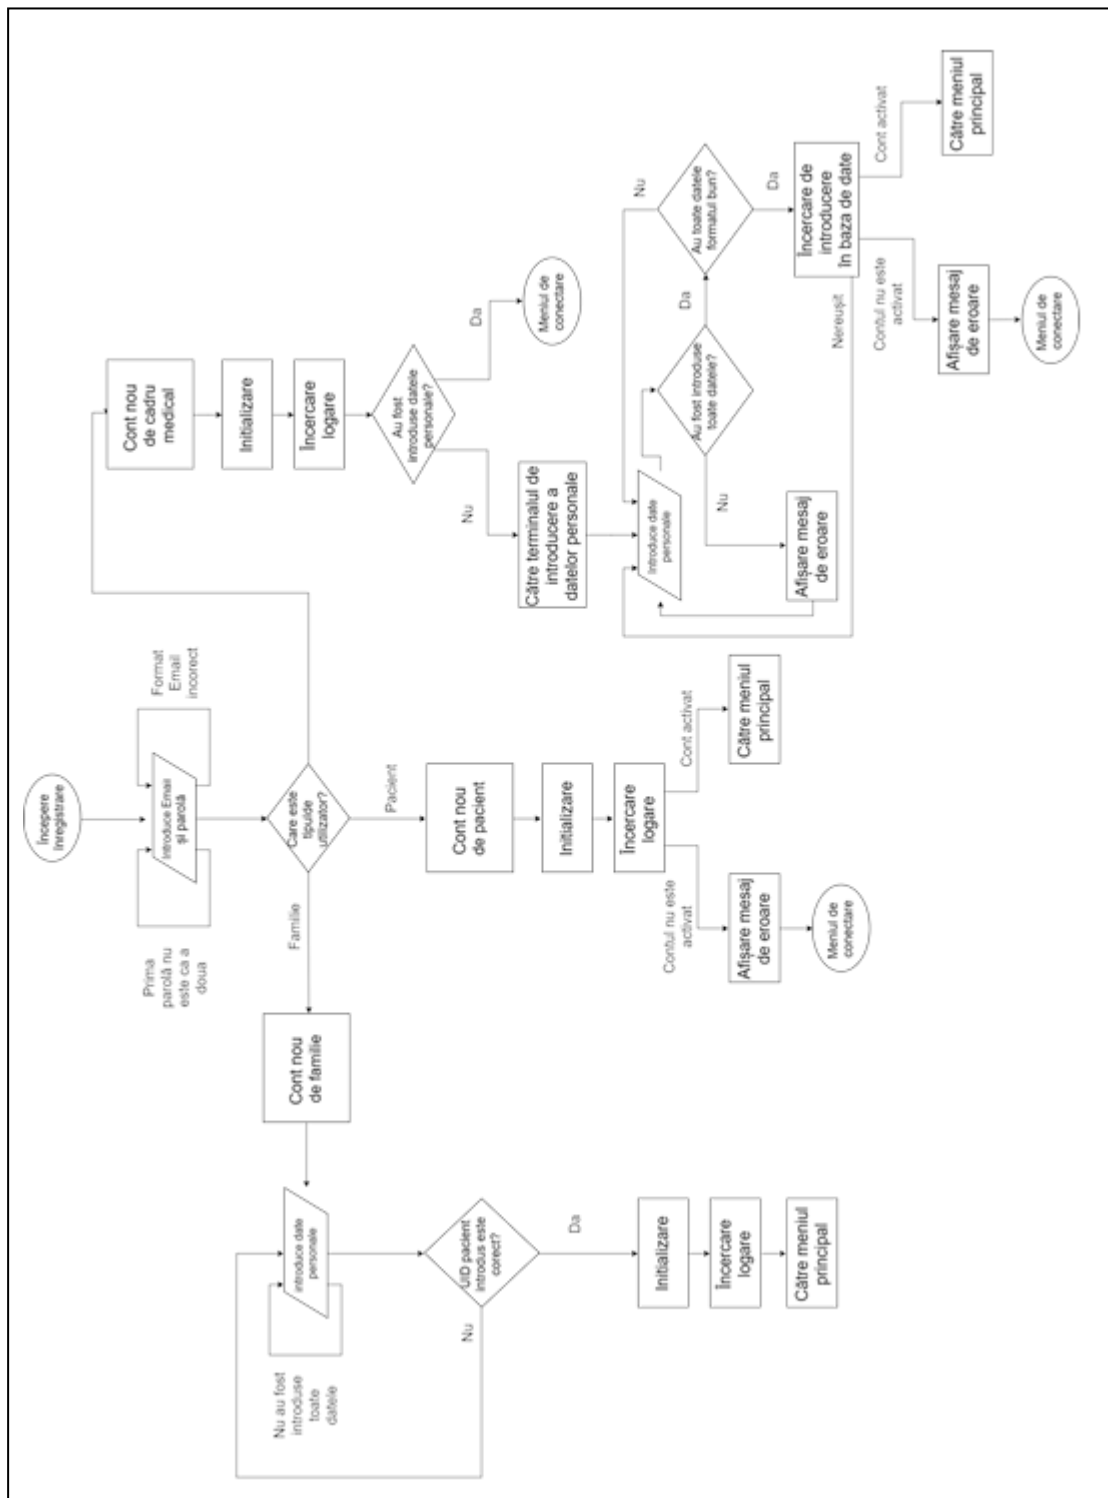 Începere
înregistrare
Prima
parolă nu
este ca a
doua
Introduce Email
și parolă
Format
Email
incorect
Care este
tipulde
utilizator?
Familie
Pacient
Cont nou
de familie
introduce date
personale
Nu au fost
introduse
toate
datele
UID pacient
introdus este
corect?
Nu
Da
Initializare
Încercare
logare
Către meniul
principal
Cont nou
de pacient
Initializare
Încercare
logare
Contul nu este
activat
Cont activat
Afișare mesaj
de eroare
Către meniul
principal
Meniul de
conectare
Cont nou
de cadru
medical
Initializare
Încercare
logare
Au fost
introduse datele
personale?
Nu
Da
Meniul de
conectare
Către terminalul de
introducere a
datelor personale
Introduce date
personale
Au fost introduse
toate datele?
Nu
Da
Afișare mesaj
de eroare
Au toate datele
formatul bun?
Nu
Da
Încercare de
introducere
în baza de date
Nereușit
Contul nu este
activat
Cont activat
Afișare mesaj
de eroare
Către meniul
principal
Meniul de
conectare